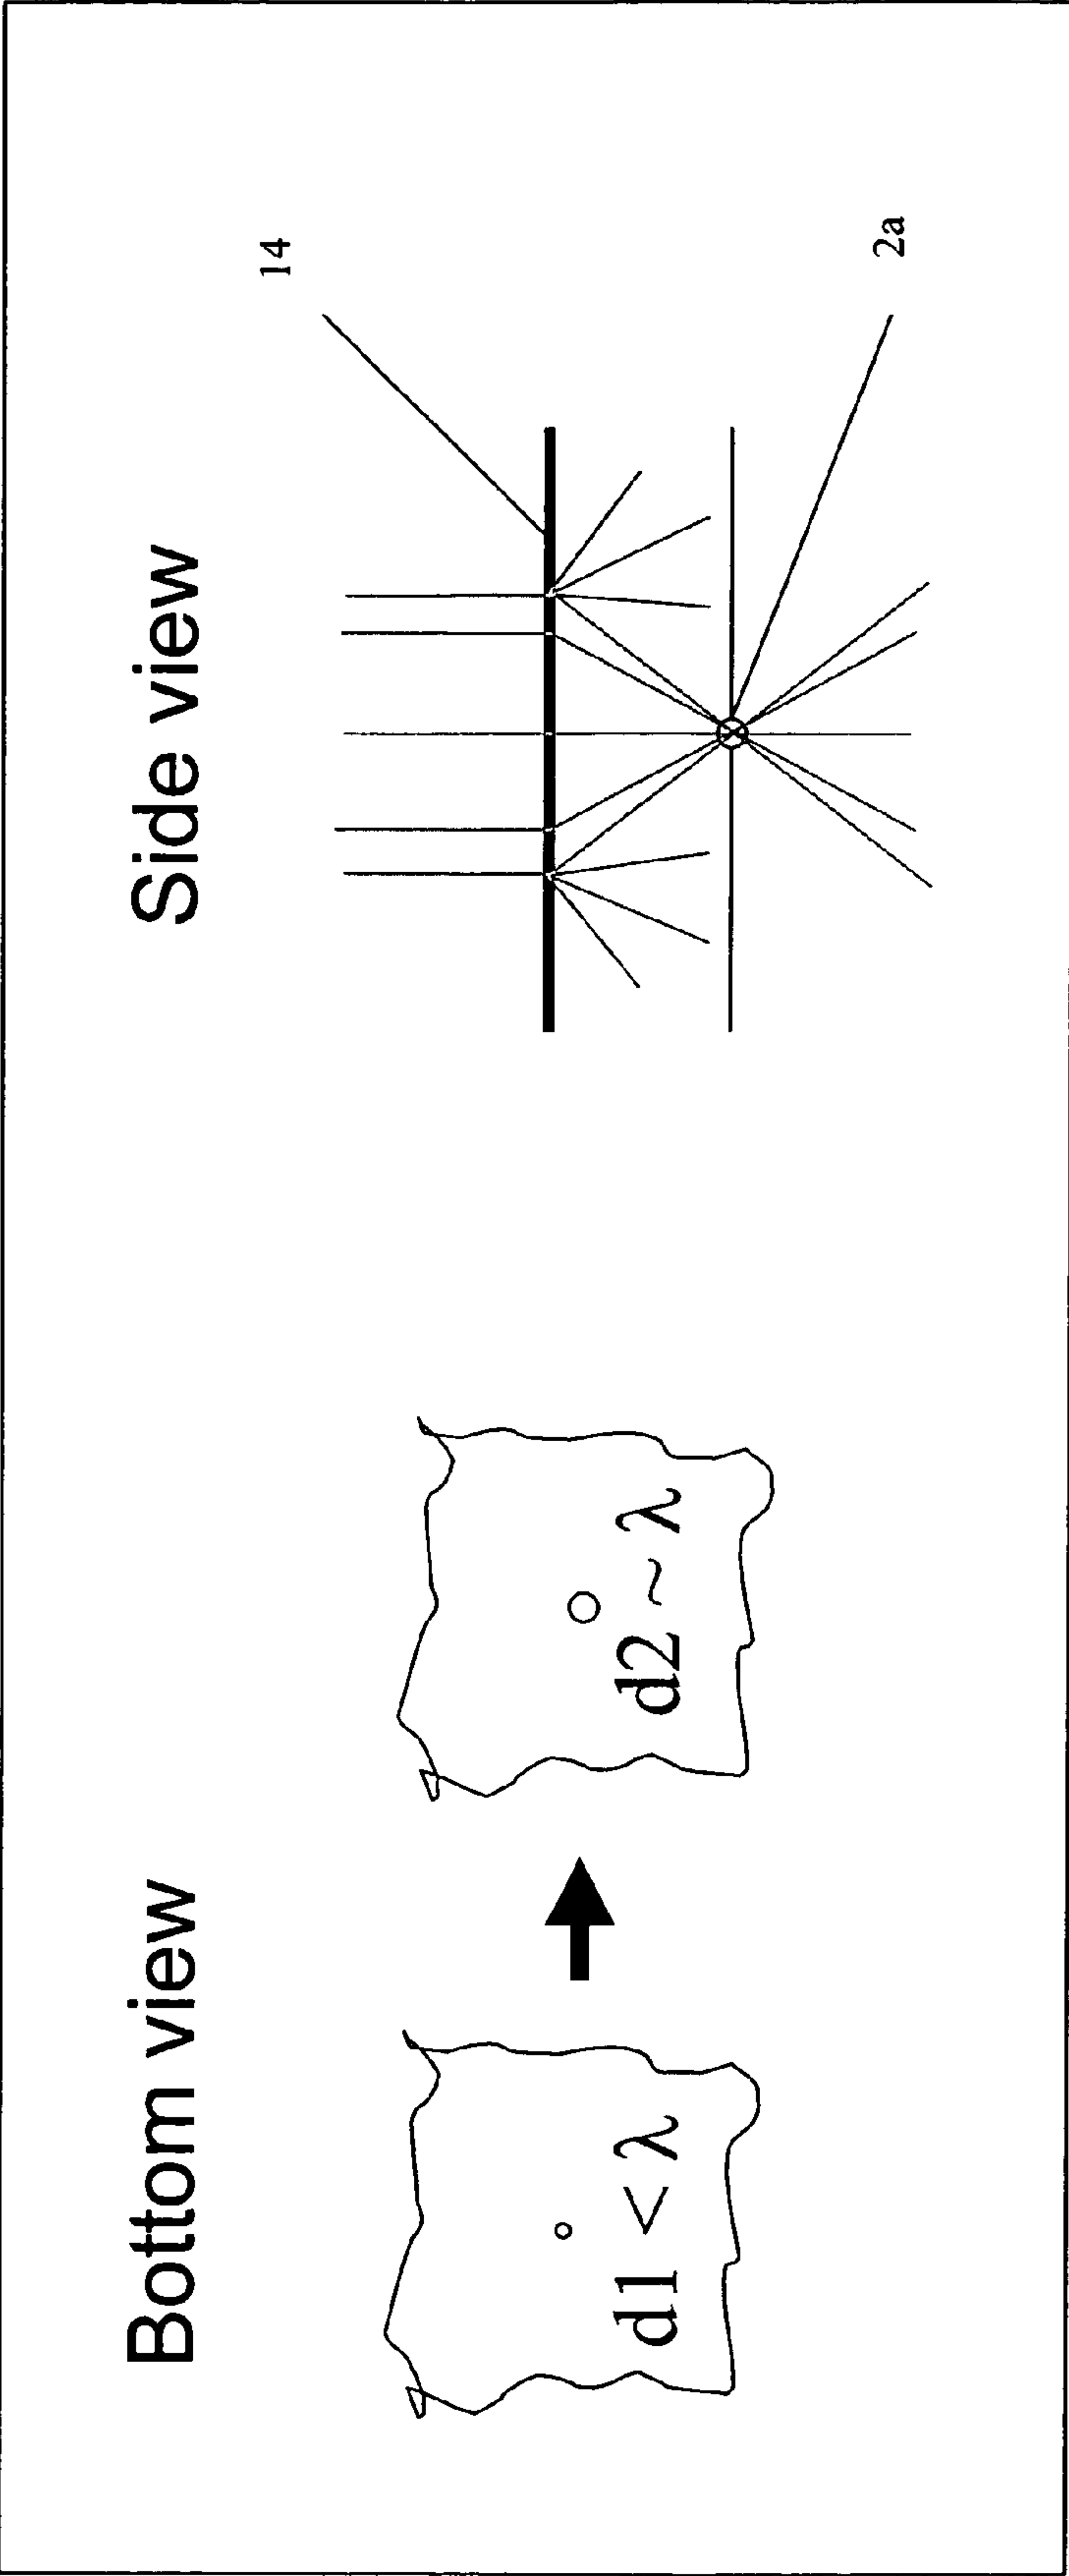 Bottom view
Side view
d1 < λ
d2 ~ λ
14
2a